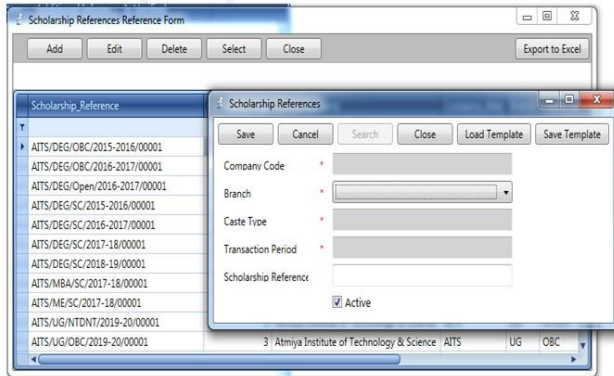 Scholarship References Reference Form
Add Edit Delete Select Close Export to Excel
Scholarship_Reference
AITS/DEG/OBC/2015-2016/00001
AITS/DEG/OBC/2016-2017/00001
AITS/DEG/Open/2016-2017/00001
AITS/DEG/SC/2015-2016/00001
AITS/DEG/SC/2016-2017/00001
AITS/DEG/SC/2017-18/00001
AITS/DEG/SC/2018-19/00001
AITS/MBA/SC/2017-18/00001
AITS/ME/SC/2017-18/00001
AITS/UG/NTDNT/2019-20/00001
AITS/UG/OBC/2019-20/00001 3 Atmiya Institute of Technology & Science AITS UG OBC
Scholarship References
Save Cancel Search Close Load Template Save Template
Company Code *
Branch *
Caste Type *
Transaction Period *
Scholarship Reference
Active